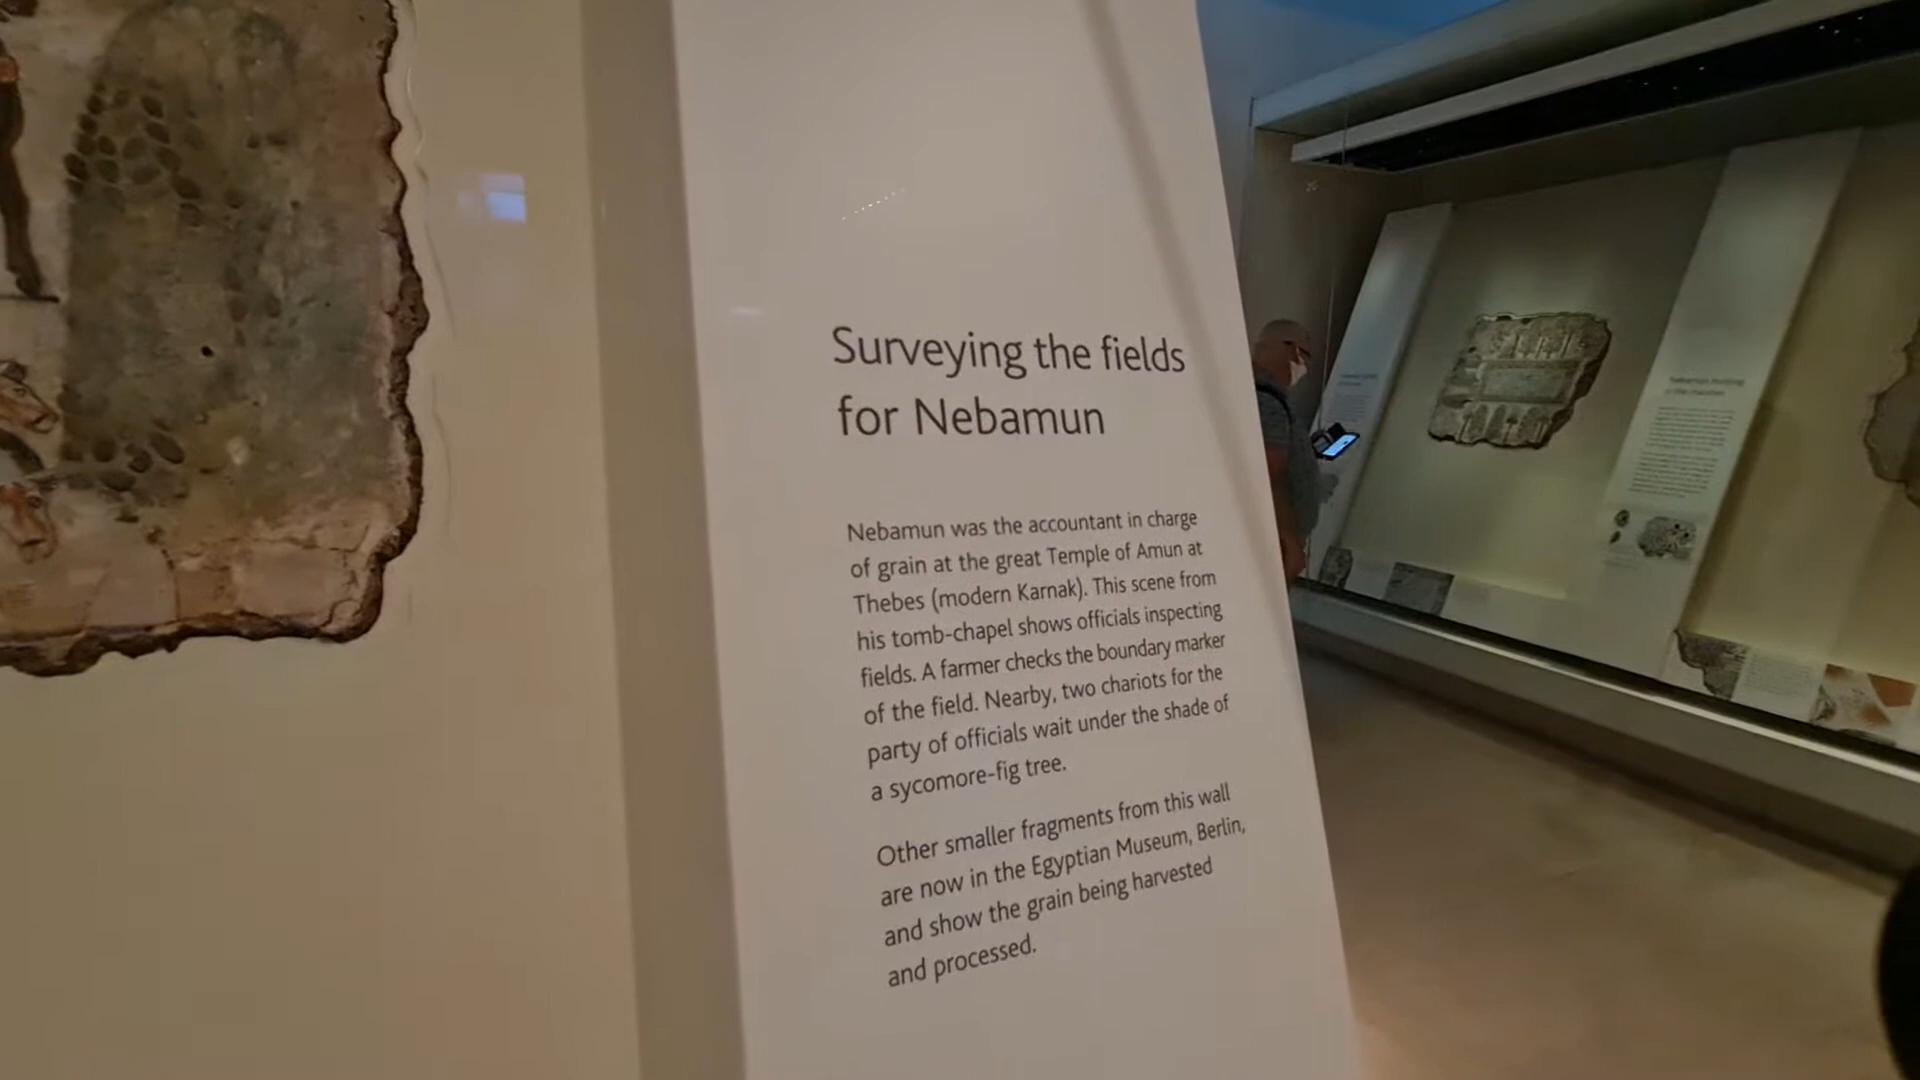 Surveying the fields
for Nebamun
Nebamun was the accountant in charge
of grain at the great Temple of Amun at
Thebes (modern Karnak). This scene from
his tomb-chapel shows officials inspecting
fields. A farmer checks the boundary marker
of the field. Nearby, two chariots for the
party of officials wait under the shade of
a sycomore-fig tree.
Other smaller fragments from this wall
are now in the Egyptian Museum, Berlin,
and show the grain being harvested
and processed.